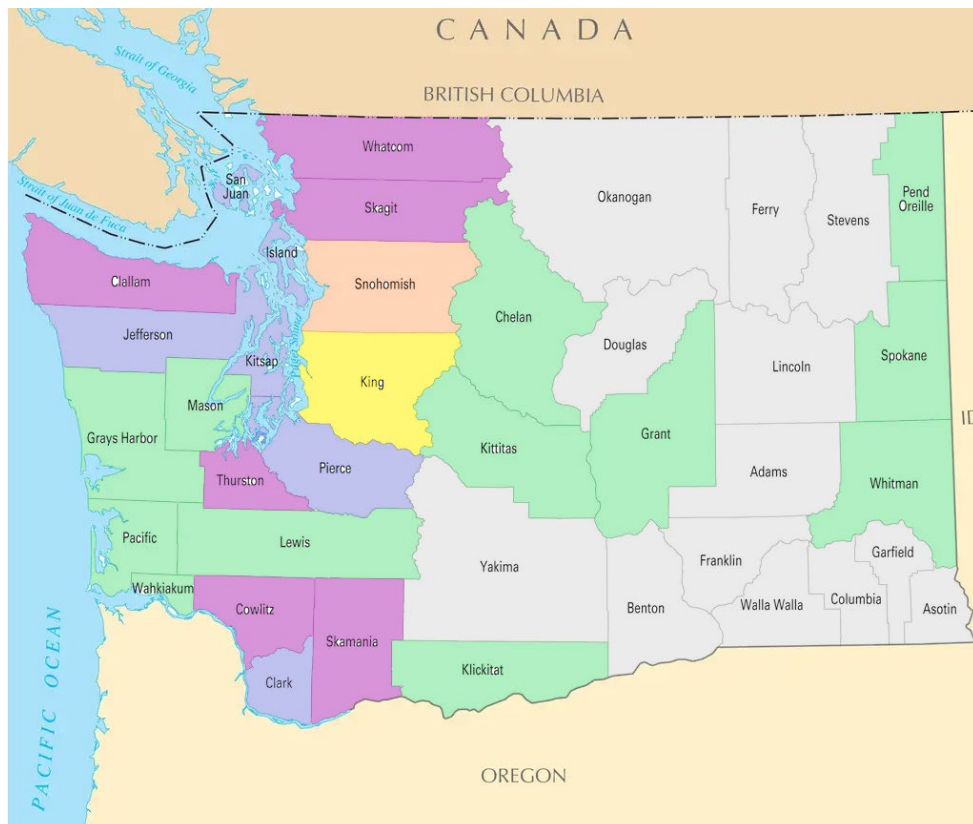 CANADA
Strait of Georgia
BRITISH COLUMBIA
Whatcom
San
Juan
Okanogan
Pend
Oreille
Strait of Juan de Fuca
Skagit
Ferry
Stevens
Island
Clallam
Snohomish
Chelan
Jefferson
Douglas
Spokane
Kitsap
Lincoln
King
Mason
Grays Harbor
Grant
ID
Kittitas
Pierce
Adams
Thurston
Whitman
Pacific
Lewis
Garfield
Franklin
Yakima
Wahkiakum
Columbia
Walla Walla
Cowlitz
Benton
Asotin
Skamania
Klickitat
Clark
PACIFIC OCEAN
OREGON